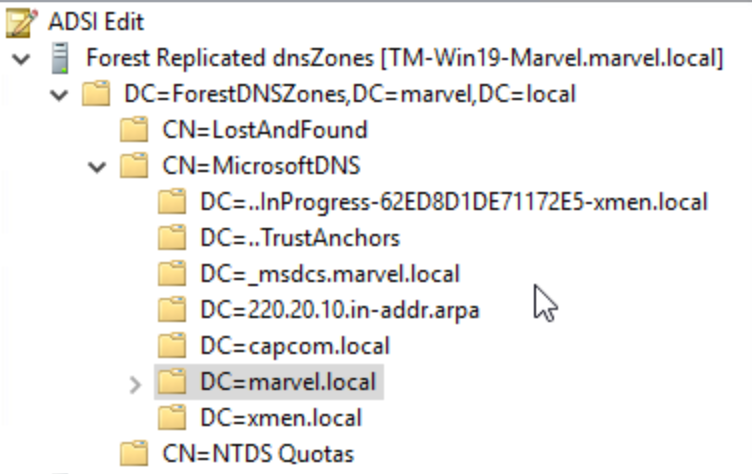 ADSI Edit
Forest Replicated dnsZones [TM-Win19-Marvel.marvel.local]
DC=ForestDNSZones,DC=marvel,DC=local
CN=LostAndFound
CN=MicrosoftDNS
DC=..InProgress-62ED8D1DE71172E5-xmen.local
DC=..TrustAnchors
DC=_msdcs.marvel.local
DC=220.20.10.in-addr.arpa
DC=capcom.local
DC=marvel.local
DC=xmen.local
CN=NTDS Quotas